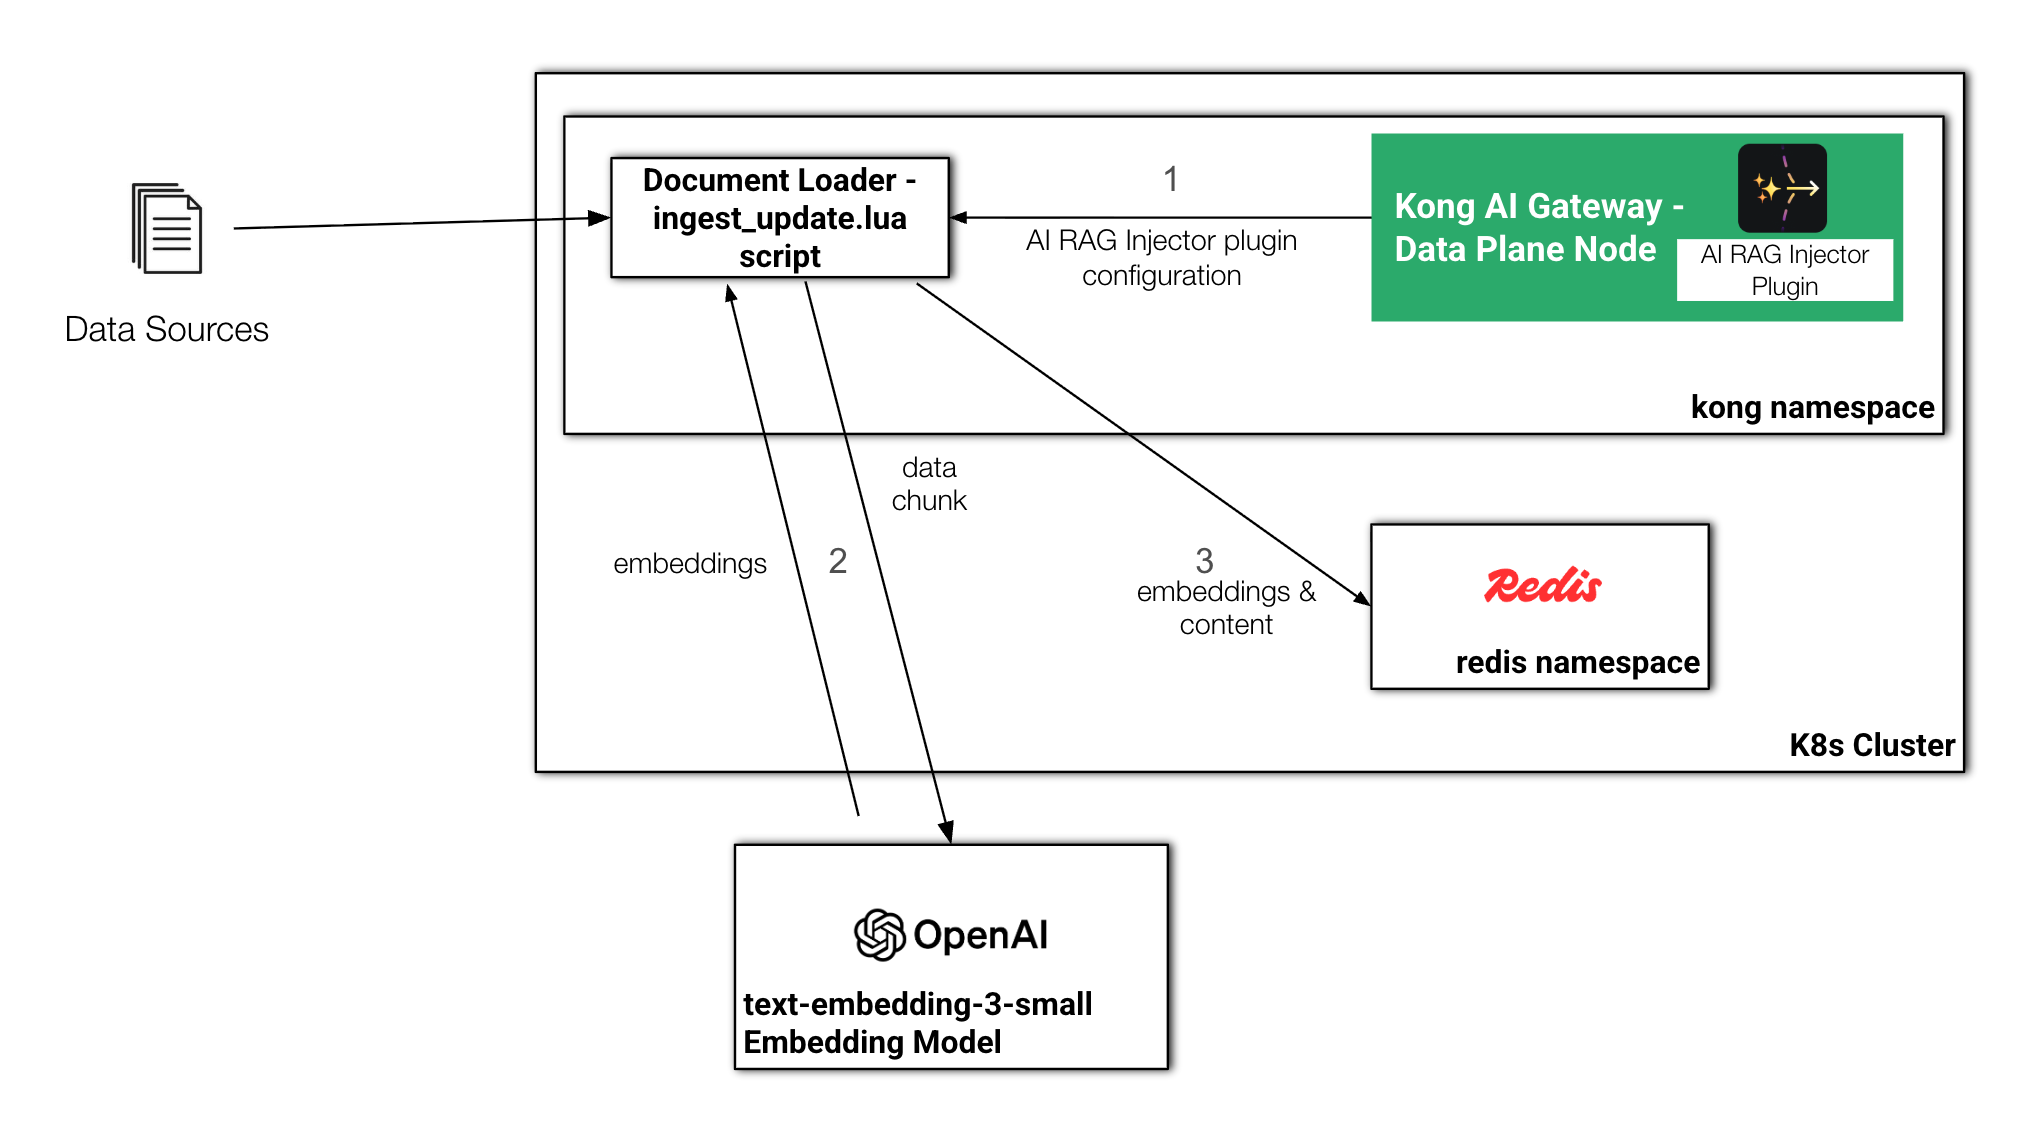 Data Sources
Document Loader -
ingest_update.lua
script
1
AI RAG Injector plugin
configuration
Kong AI Gateway -
Data Plane Node
AI RAG Injector
Plugin
kong namespace
data
chunk
embeddings
2
3
embeddings &
content
Redis
redis namespace
K8s Cluster
OpenAI
text-embedding-3-small
Embedding Model